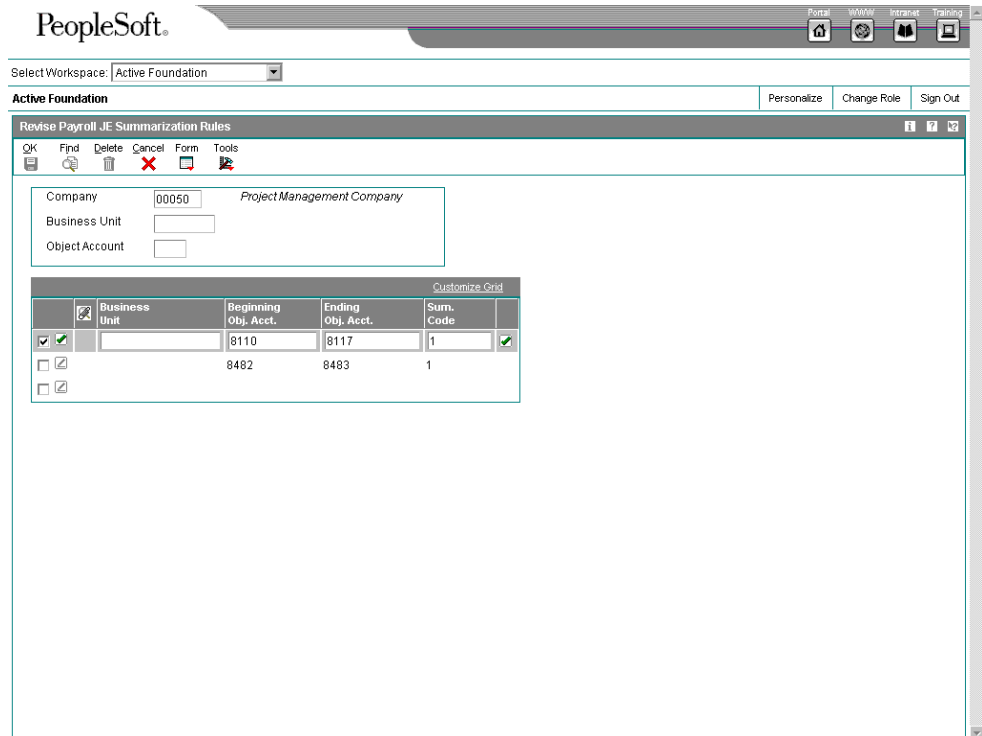 PeopleSoft®
Portal WWW Intranet Training
Select Workspace: Active Foundation
Active Foundation Personalize Change Role Sign Out
Revise Payroll JE Summarization Rules i ? ?
OK Find Delete Cancel Form Tools
Company 00050 Project Management Company
Business Unit
Object Account
Customize Grid
Business Unit Beginning Obj. Acct. Ending Obj. Acct. Sum. Code
8110 8117 1
8482 8483 1